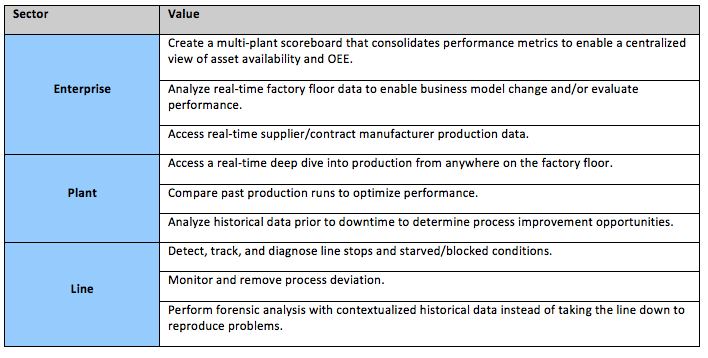 Sector Value
Create a multi-plant scoreboard that consolidates performance metrics to enable a centralized
view of asset availability and OEE.
Enterprise
Analyze real-time factory floor data to enable business model change and/or evaluate
performance.
Access real-time supplier/contract manufacturer production data.
Access a real-time deep dive into production from anywhere on the factory floor.
Plant
Compare past production runs to optimize performance.
Analyze historical data prior to downtime to determine process improvement opportunities.
Detect, track, and diagnose line stops and starved/blocked conditions.
Line
Monitor and remove process deviation.
Perform forensic analysis with contextualized historical data instead of taking the line down to
reproduce problems.